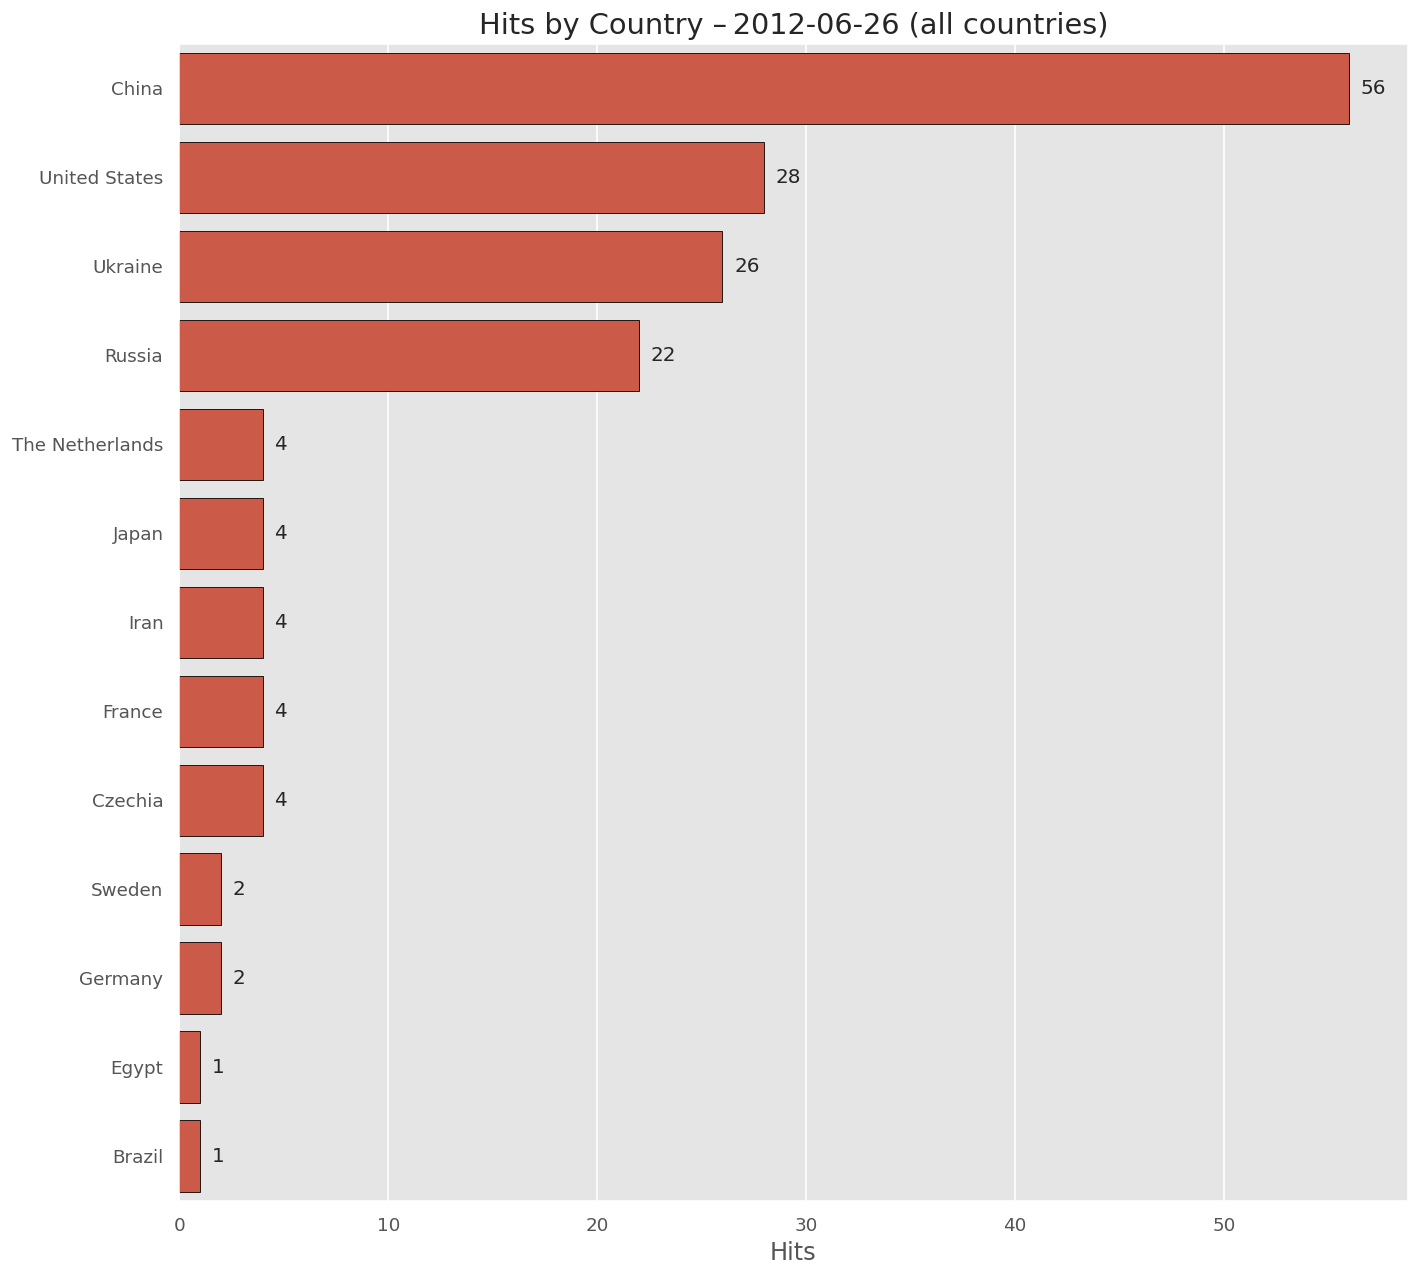 Hits by Country – 2012-06-26 (all countries)
China 56
United States 28
Ukraine 26
Russia 22
The Netherlands 4
Japan 4
Iran 4
France 4
Czechia 4
Sweden 2
Germany 2
Egypt 1
Brazil 1
0 10 20 30 40 50
Hits